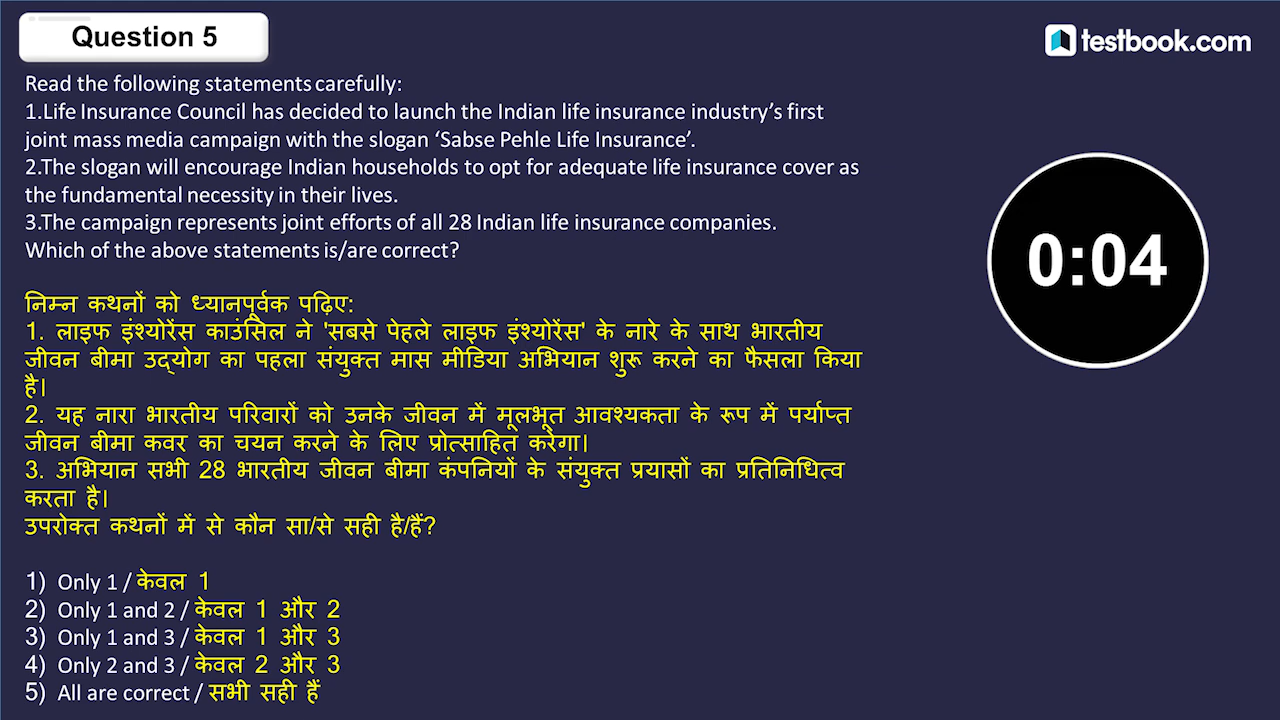 Question 5
testbook.com
Read the following statements carefully:
1.Life Insurance Council has decided to launch the Indian life insurance industry's first
joint mass media campaign with the slogan 'Sabse Pehle Life Insurance'.
2.The slogan will encourage Indian households to opt for adequate life insurance cover as
the fundamental necessity in their lives.
3.The campaign represents joint efforts of all 28 Indian life insurance companies.
Which of the above statements is/are correct?
0:04
निम्न कथनों को ध्यानपूर्वक पढ़िए:
1. लाइफ इंश्योरेंस काउंसिल ने 'सबसे पेहले लाइफ इंश्योरेंस' के नारे के साथ भारतीय
जीवन बीमा उद्योग का पहला संयुक्त मास मीडिया अभियान शुरू करने का फैसला किया
है।
2. यह नारा भारतीय परिवारों को उनके जीवन में मूलभूत आवश्यकता के रूप में पर्याप्त
जीवन बीमा कवर का चयन करने के लिए प्रोत्साहित करेगा।
3. अभियान सभी 28 भारतीय जीवन बीमा कंपनियों के संयुक्त प्रयासों का प्रतिनिधित्व
करता है।
उपरोक्त कथनों में से कौन सा/से सही है/हैं?
1) Only 1 / केवल 1
2) Only 1 and 2 / केवल 1 और 2
3) Only 1 and 3 / केवल 1 और 3
4) Only 2 and 3 / केवल 2 और 3
5) All are correct / सभी सही हैं